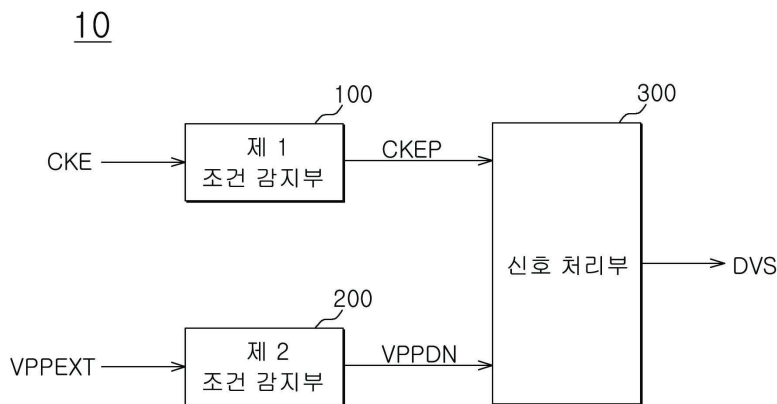 10
100
제 1
조건 감지부
CKE
CKEP
300
신호 처리부
DVS
200
제 2
조건 감지부
VPPEXT
VPPDN